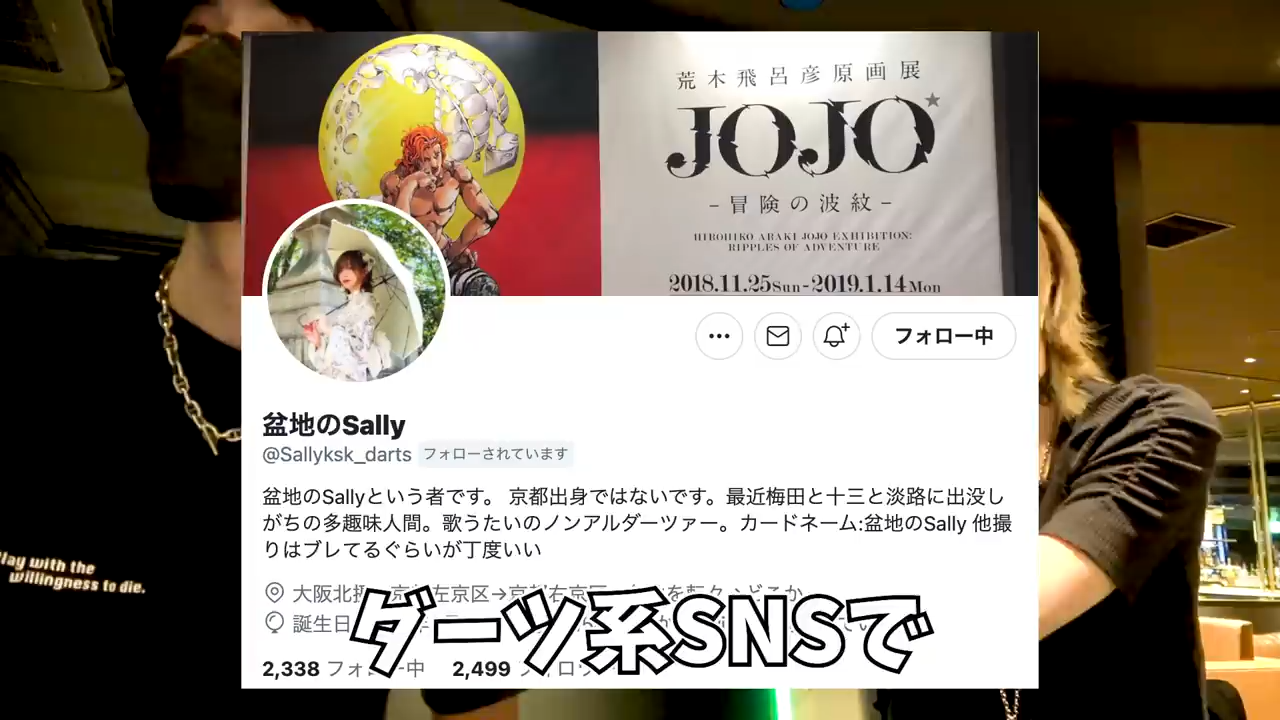 荒木飛呂彦原画展
JOJO
-冒険の波紋-
HIROHIKO ARAKI JOJO EXHIBITION:
RIPPLES OF ADVENTURE
2018.11.25Sun-2019.1.14Mon
フォロー中
盆地のSally
@Sallyksk_darts フォローされています
盆地のSallyという者です。 京都出身ではないです。最近梅田と十三と淡路に出没し
がちの多趣味人間。歌うたいのノンアルダーツァー。カードネーム:盆地のSally 他撮
りはブレてるぐらいが丁度いい
大阪北
左京区→
誕生日
ダーツ系SNSで
2,338 フォロー中 2,499
lay with the
willingness to die.